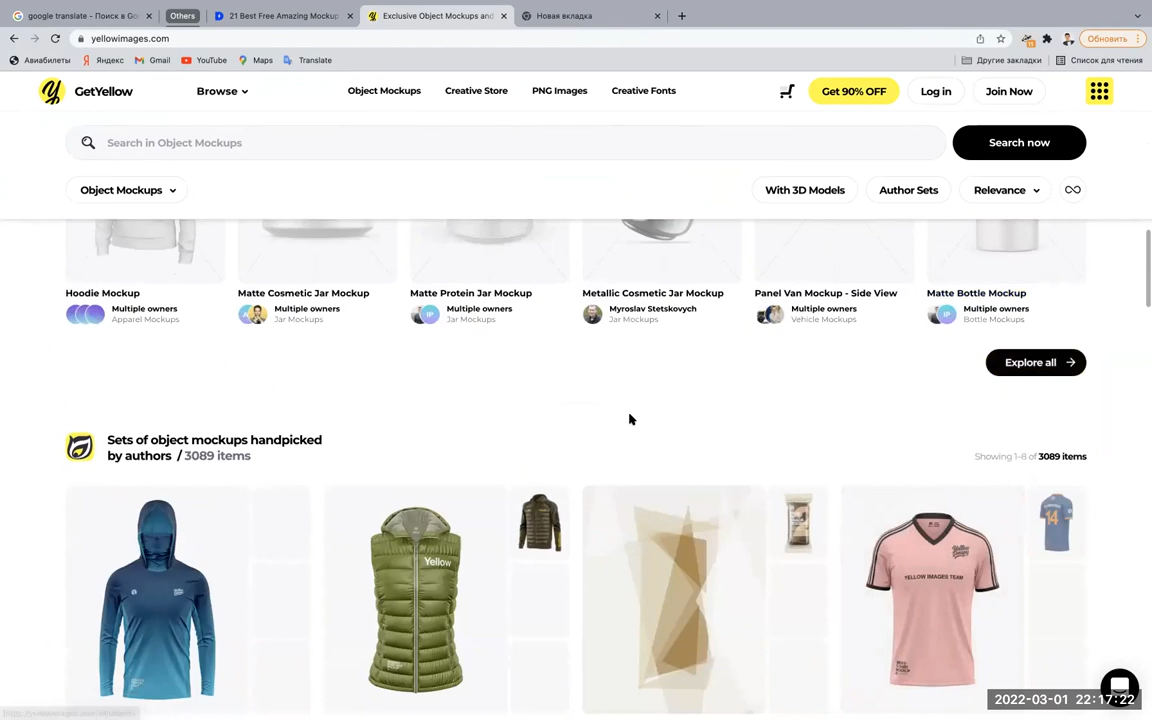 google translate – Поиск в Go
Others
21 Best Free Amazing Mockup
Exclusive Object Mockups and
Новая вкладка
yellowimages.com
Обновить
Авиабилеты
Яндекс
Gmail
YouTube
Maps
Translate
Другие закладки
Список для чтения
GetYellow
Browse
Object Mockups
Creative Store
PNG Images
Creative Fonts
Get 90% OFF
Log in
Join Now
Search in Object Mockups
Search now
Object Mockups
With 3D Models
Author Sets
Relevance
Hoodie Mockup
Matte Cosmetic Jar Mockup
Matte Protein Jar Mockup
Metallic Cosmetic Jar Mockup
Panel Van Mockup - Side View
Matte Bottle Mockup
Multiple owners
Apparel Mockups
Multiple owners
Jar Mockups
Multiple owners
Jar Mockups
Myroslav Stetskovych
Jar Mockups
Multiple owners
Vehicle Mockups
Multiple owners
Bottle Mockups
Explore all
Sets of object mockups handpicked
by authors / 3089 items
Showing 1-8 of 3089 items
Yellow
YELLOW IMAGES TEAM
14
2022-03-01 22:17:22